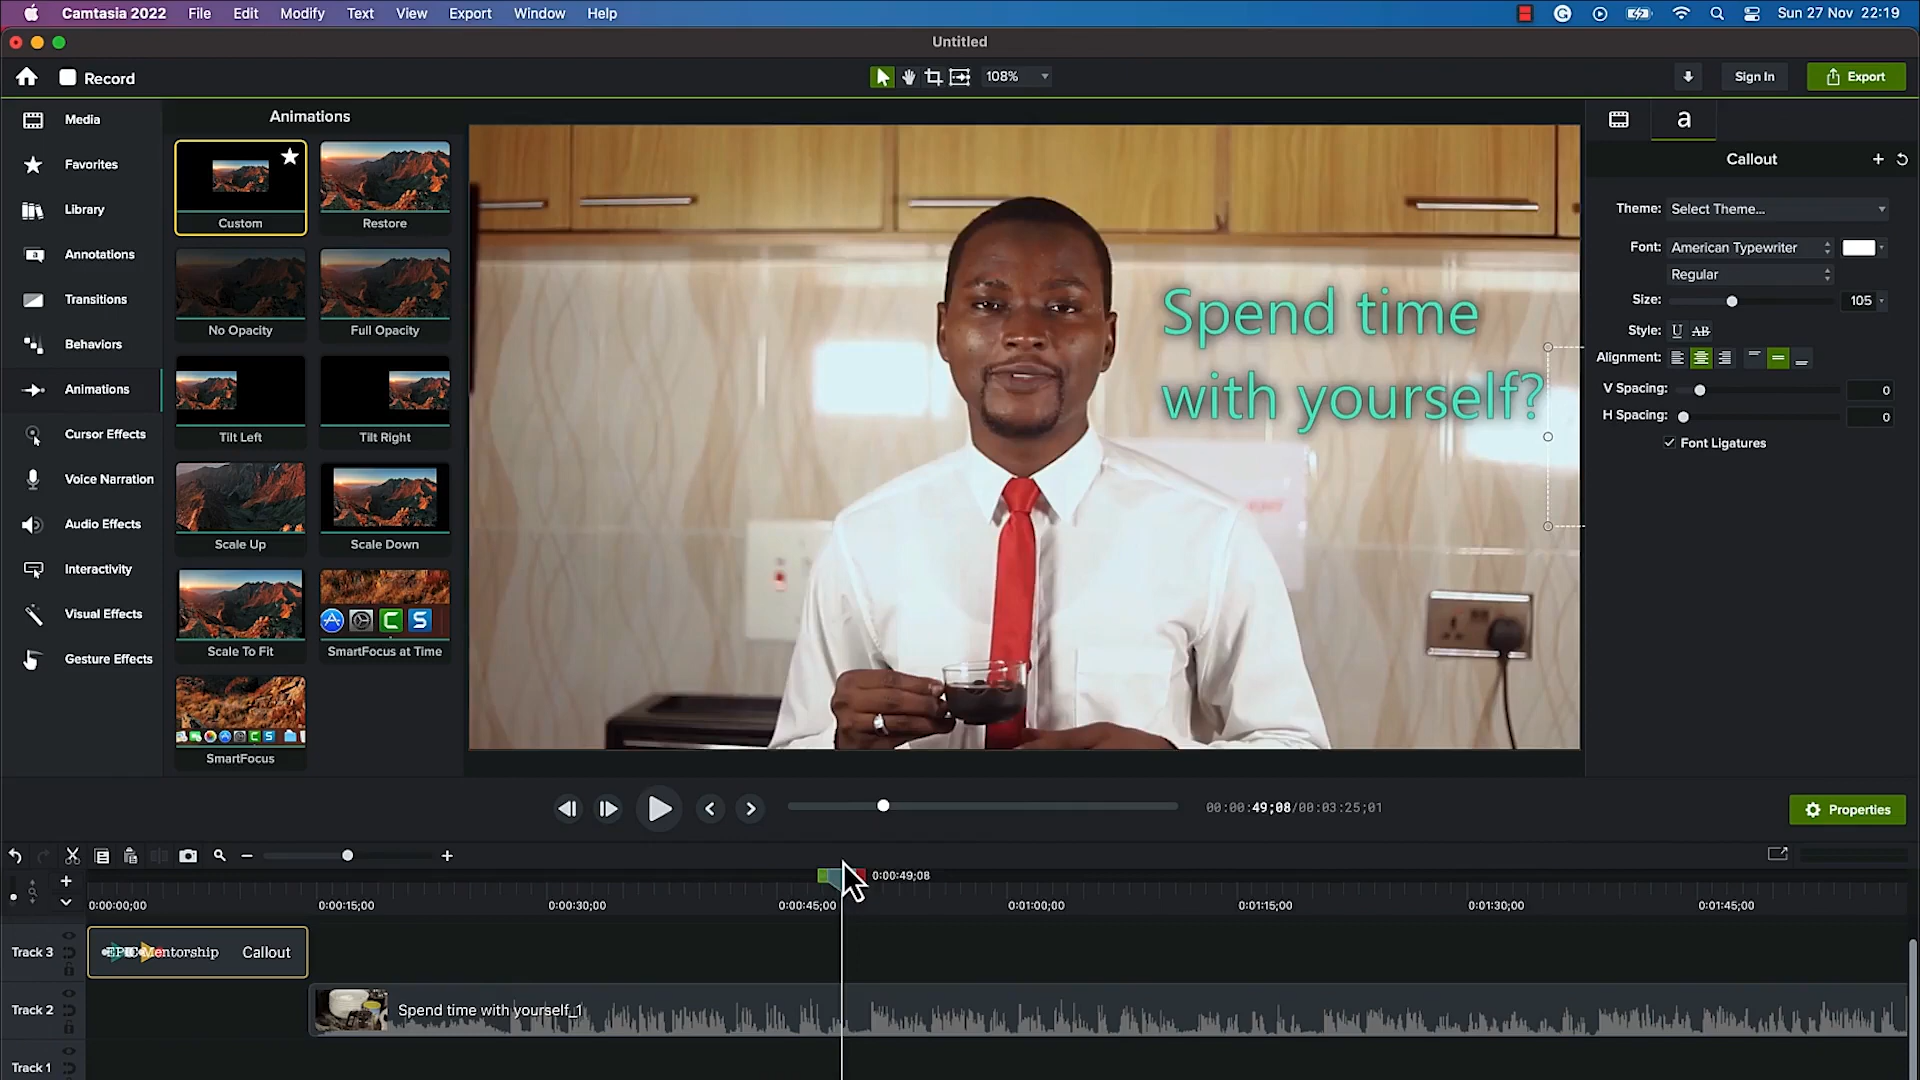 Camtasia 2022 File Edit Modify Text View Export Window Help
Sun 27 Nov 22:19
Untitled
Record
108%
Sign In
Export
Media
Favorites
Library
Annotations
Transitions
Behaviors
Animations
Cursor Effects
Voice Narration
Audio Effects
Interactivity
Visual Effects
Gesture Effects
Animations
Custom
Restore
No Opacity
Full Opacity
Tilt Left
Tilt Right
Scale Up
Scale Down
Scale To Fit
SmartFocus at Time
SmartFocus
Spend time
with yourself?
a
Callout
Theme: Select Theme...
Font: American Typewriter
Regular
Size: 105
Style: U AB
Alignment:
V Spacing: 0
H Spacing: 0
Font Ligatures
00:00:49;08/00:03:25;01
Properties
0:00:49;08
0:00:00;00 0:00:15;00 0:00:30;00 0:00:45;00 0:01:00;00 0:01:15;00 0:01:30;00 0:01:45;00
Track 3
EPIC Mentorship Callout
Track 2
Spend time with yourself_1
Track 1